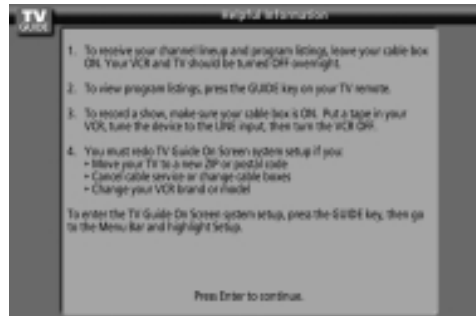 TV
GUIDE
Helpful Information
1. To receive your channel lineup and program listings, leave your cable box
ON. Your VCR and TV should be turned OFF overnight.
2. To view program listings, press the GUIDE key on your TV remote.
3. To record a show, make sure your cable box is ON. Put a tape in your
VCR, tune the device to the LINE input, then turn the VCR OFF.
4. You must redo TV Guide On Screen system setup if you:
• Move your TV to a new ZIP or postal code
• Cancel cable service or change cable boxes
• Change your VCR brand or model
To enter the TV Guide On Screen system setup, press the GUIDE key, then go
to the Menu Bar and highlight Setup.
Press Enter to continue.